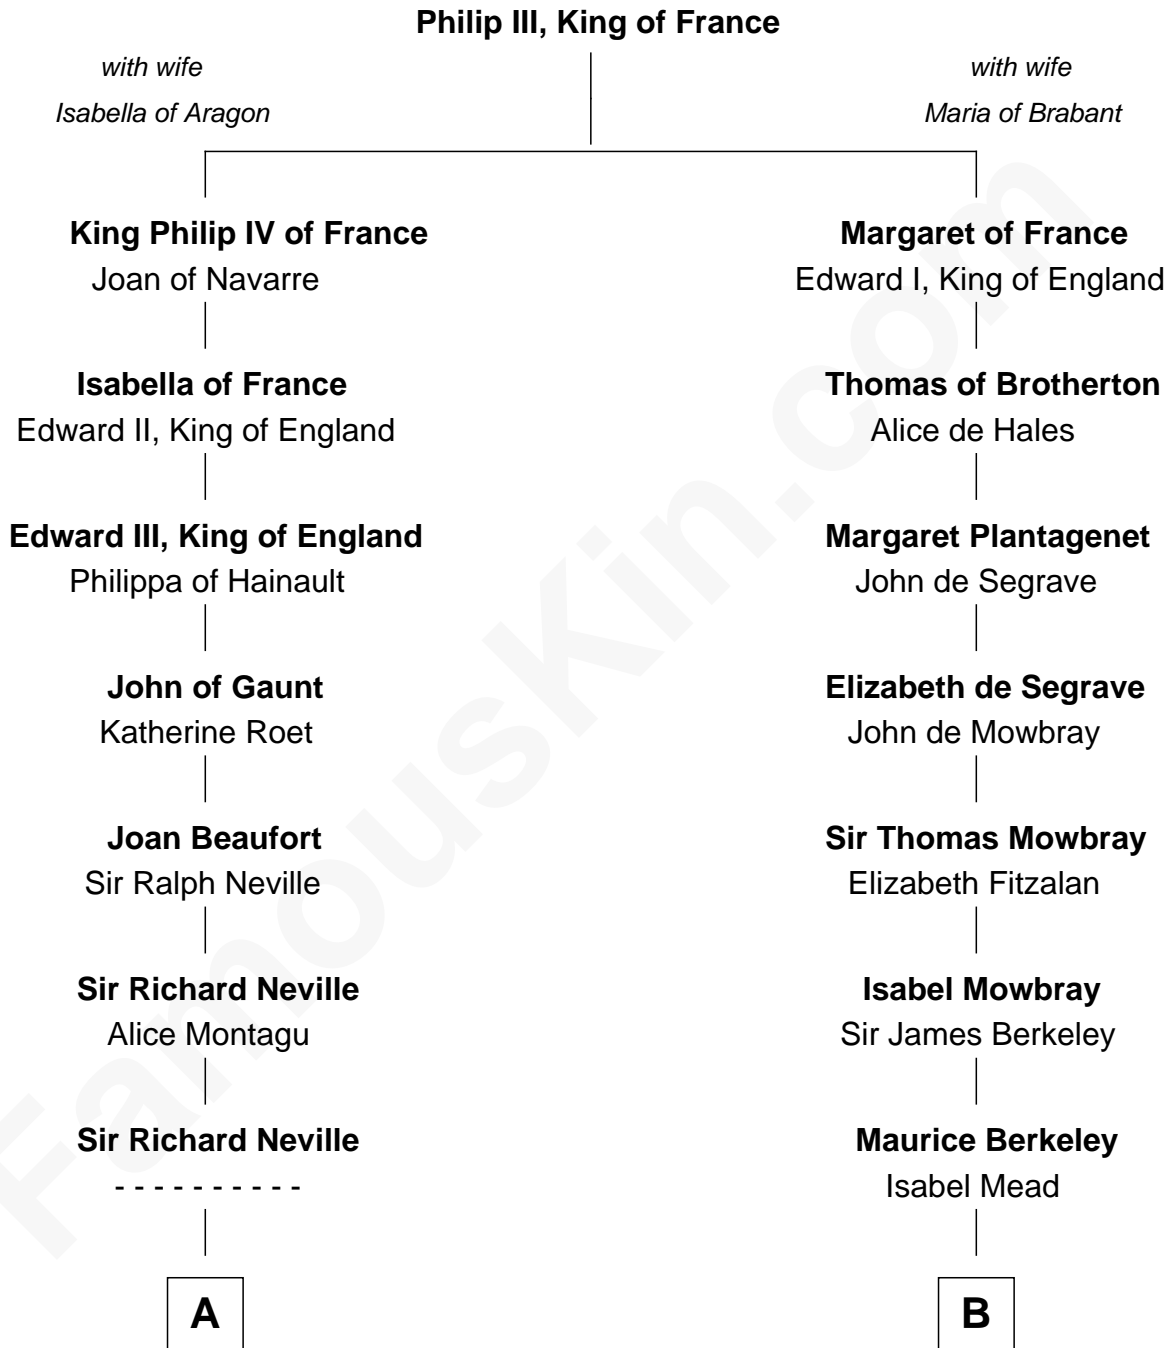 Philip III, King of France
with wife
Isabella of Aragon
with wife
Maria of Brabant
King Philip IV of France
Joan of Navarre
Margaret of France
Edward I, King of England
Isabella of France
Edward II, King of England
Thomas of Brotherton
Alice de Hales
Edward III, King of England
Philippa of Hainault
Margaret Plantagenet
John de Segrave
John of Gaunt
Katherine Roet
Elizabeth de Segrave
John de Mowbray
Joan Beaufort
Sir Ralph Neville
Sir Thomas Mowbray
Elizabeth Fitzalan
Sir Richard Neville
Alice Montagu
Isabel Mowbray
Sir James Berkeley
Sir Richard Neville
- - - - - - - - - -
Maurice Berkeley
Isabel Mead
A
B
FamousKin.com